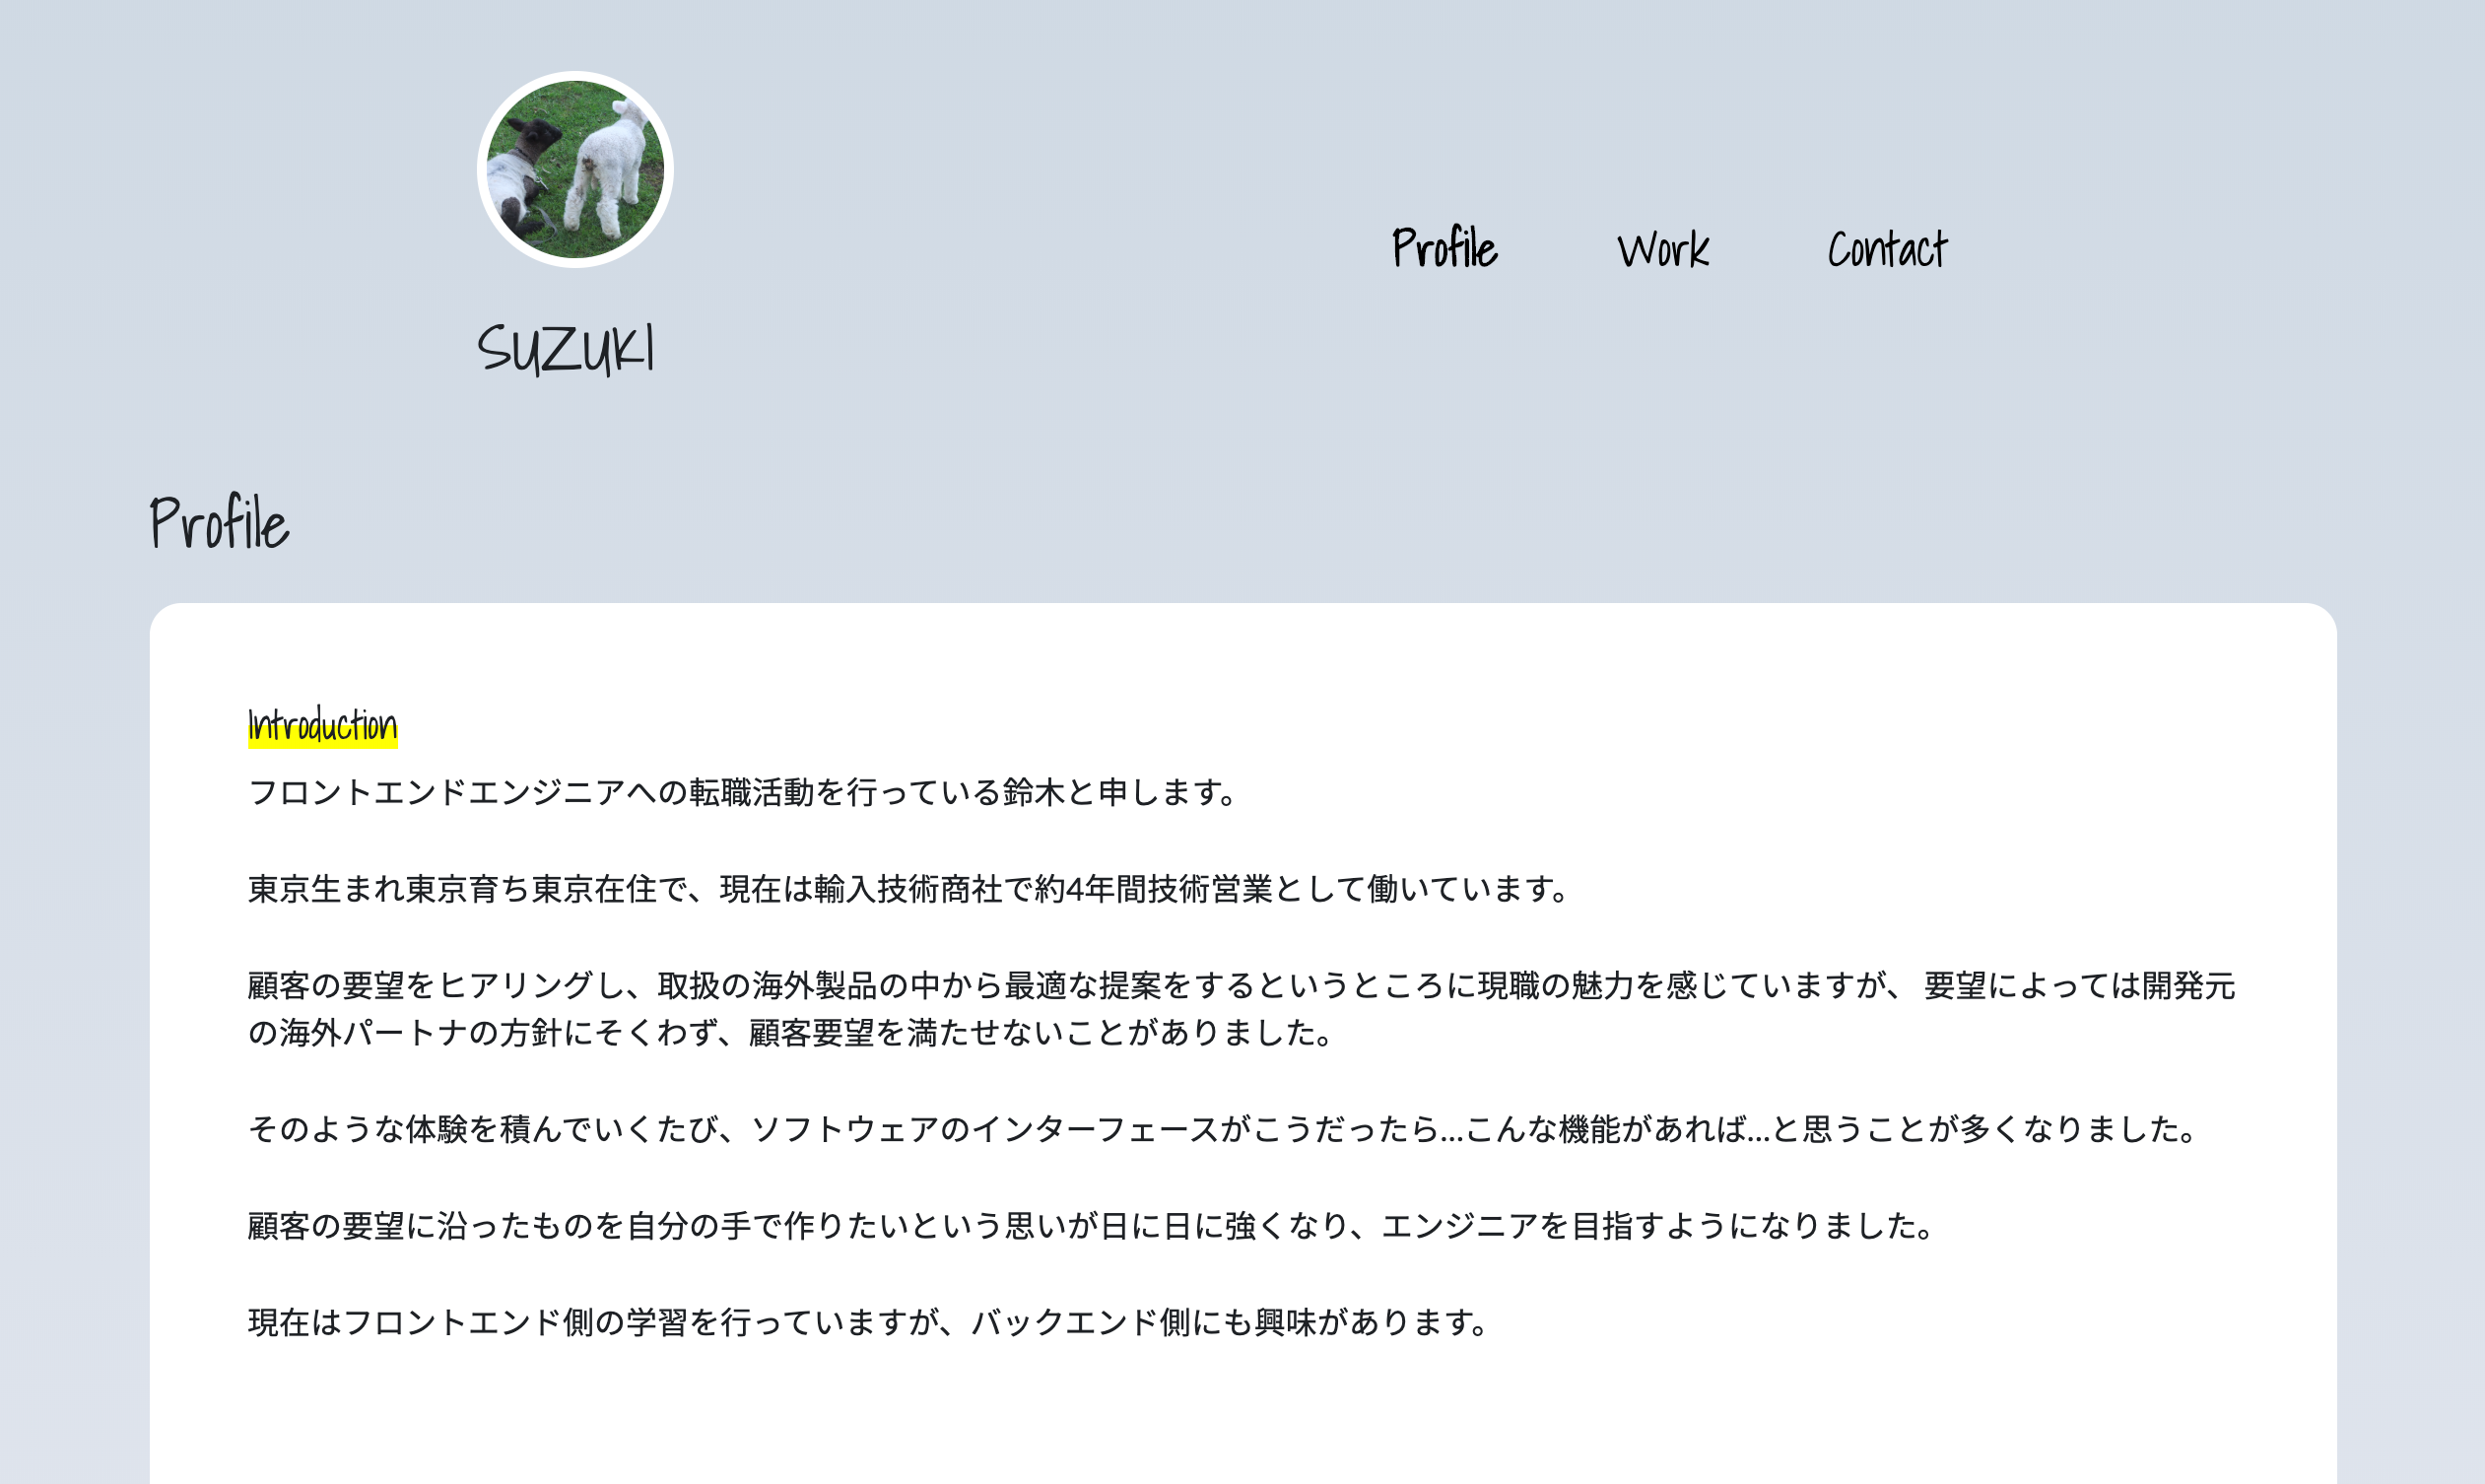 Profile Work Contact
SUZUKI
Profile
Introduction
フロントエンドエンジニアへの転職活動を行っている鈴木と申します。
東京生まれ東京育ち東京在住で、現在は輸入技術商社で約4年間技術営業として働いています。
顧客の要望をヒアリングし、取扱の海外製品の中から最適な提案をするというところに現職の魅力を感じていますが、 要望によっては開発元
の海外パートナの方針にそくわず、顧客要望を満たせないことがありました。
そのような体験を積んでいくたび、ソフトウェアのインターフェースがこうだったら...こんな機能があれば...と思うことが多くなりました。
顧客の要望に沿ったものを自分の手で作りたいという思いが日に日に強くなり、エンジニアを目指すようになりました。
現在はフロントエンド側の学習を行っていますが、バックエンド側にも興味があります。